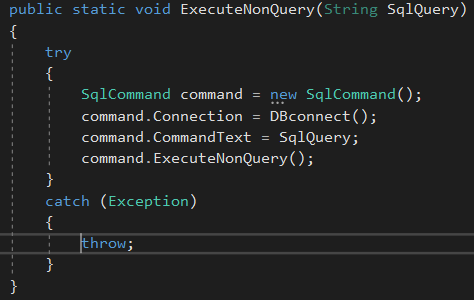 public static void ExecuteNonQuery(String SqlQuery)
{
try
{
SqlCommand command = new SqlCommand();
command.Connection = DBconnect();
command.CommandText = SqlQuery;
command.ExecuteNonQuery();
}
catch (Exception)
{
throw;
}
}